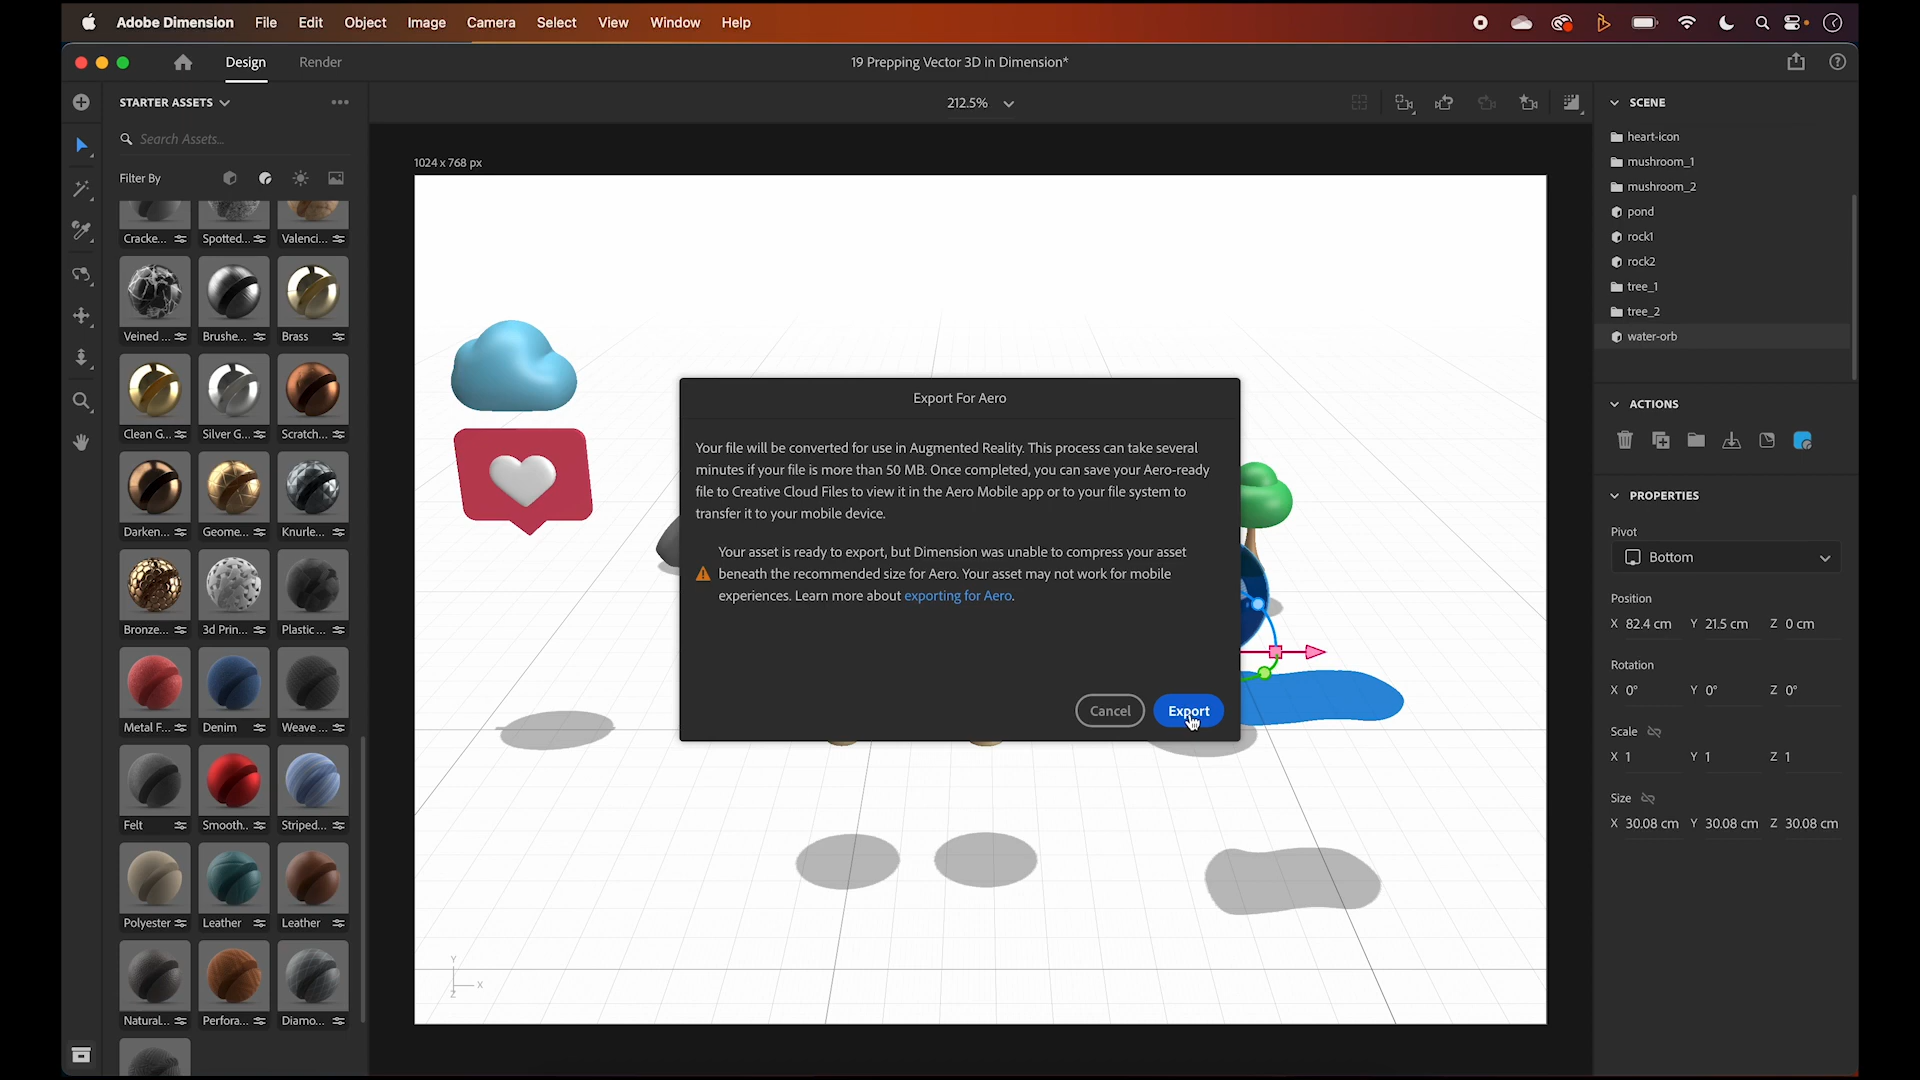 Adobe Dimension File Edit Object Image Camera Select View Window Help
Design Render 19 Prepping Vector 3D in Dimension*
STARTER ASSETS
Search Assets...
Filter By
Cracke... Spotted... Valenci...
Veined ... Brushe... Brass
Clean G... Silver G... Scratch...
Darken... Geome... Knurle...
Bronze... 3d Prin... Plastic ...
Metal F... Denim Weave ...
Felt Smooth.. Striped...
Polyester Leather Leather
Natural... Perfora... Diamo...
212.5%
1024 x 768 px
Export For Aero
Your file will be converted for use in Augmented Reality. This process can take several
minutes if your file is more than 50 MB. Once completed, you can save your Aero-ready
file to Creative Cloud Files to view it in the Aero Mobile app or to your file system to
transfer it to your mobile device.
Your asset is ready to export, but Dimension was unable to compress your asset
beneath the recommended size for Aero. Your asset may not work for mobile
experiences. Learn more about exporting for Aero.
Cancel Export
Y
X
Z
SCENE
heart-icon
mushroom_1
mushroom_2
pond
rock1
rock2
tree_1
tree_2
water-orb
ACTIONS
PROPERTIES
Pivot
Bottom
Position
X 82.4 cm Y 21.5 cm Z 0 cm
Rotation
X 0° Y 0° Z 0°
Scale
X 1 Y 1 Z 1
Size
X 30.08 cm Y 30.08 cm Z 30.08 cm